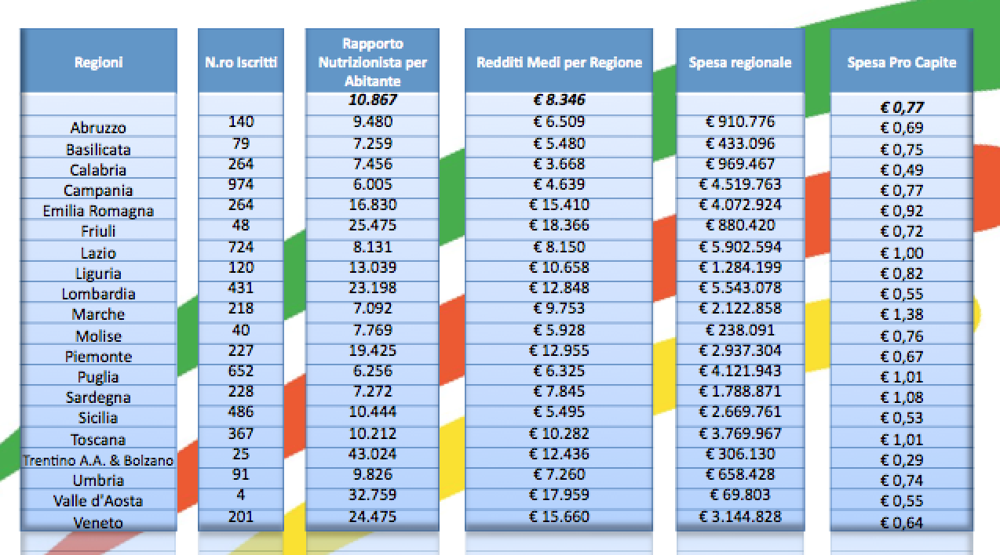 Regioni N.ro Iscritti Rapporto Nutrizionista per Abitante Redditi Medi per Regione Spesa regionale Spesa Pro Capite
10.867 € 8.346 € 0,77
Abruzzo 140 9.480 € 6.509 € 910.776 € 0,69
Basilicata 79 7.259 € 5.480 € 433.096 € 0,75
Calabria 264 7.456 € 3.668 € 969.467 € 0,49
Campania 974 6.005 € 4.639 € 4.519.763 € 0,77
Emilia Romagna 264 16.830 € 15.410 € 4.072.924 € 0,92
Friuli 48 25.475 € 18.366 € 880.420 € 0,72
Lazio 724 8.131 € 8.150 € 5.902.594 € 1,00
Liguria 120 13.039 € 10.658 € 1.284.199 € 0,82
Lombardia 431 23.198 € 12.848 € 5.543.078 € 0,55
Marche 218 7.092 € 9.753 € 2.122.858 € 1,38
Molise 40 7.769 € 5.928 € 238.091 € 0,76
Piemonte 227 19.425 € 12.955 € 2.937.304 € 0,67
Puglia 652 6.256 € 6.325 € 4.121.943 € 1,01
Sardegna 228 7.272 € 7.845 € 1.788.871 € 1,08
Sicilia 486 10.444 € 5.495 € 2.669.761 € 0,53
Toscana 367 10.212 € 10.282 € 3.769.967 € 1,01
Trentino A.A. & Bolzano 25 43.024 € 12.436 € 306.130 € 0,29
Umbria 91 9.826 € 7.260 € 658.428 € 0,74
Valle d'Aosta 4 32.759 € 17.959 € 69.803 € 0,55
Veneto 201 24.475 € 15.660 € 3.144.828 € 0,64